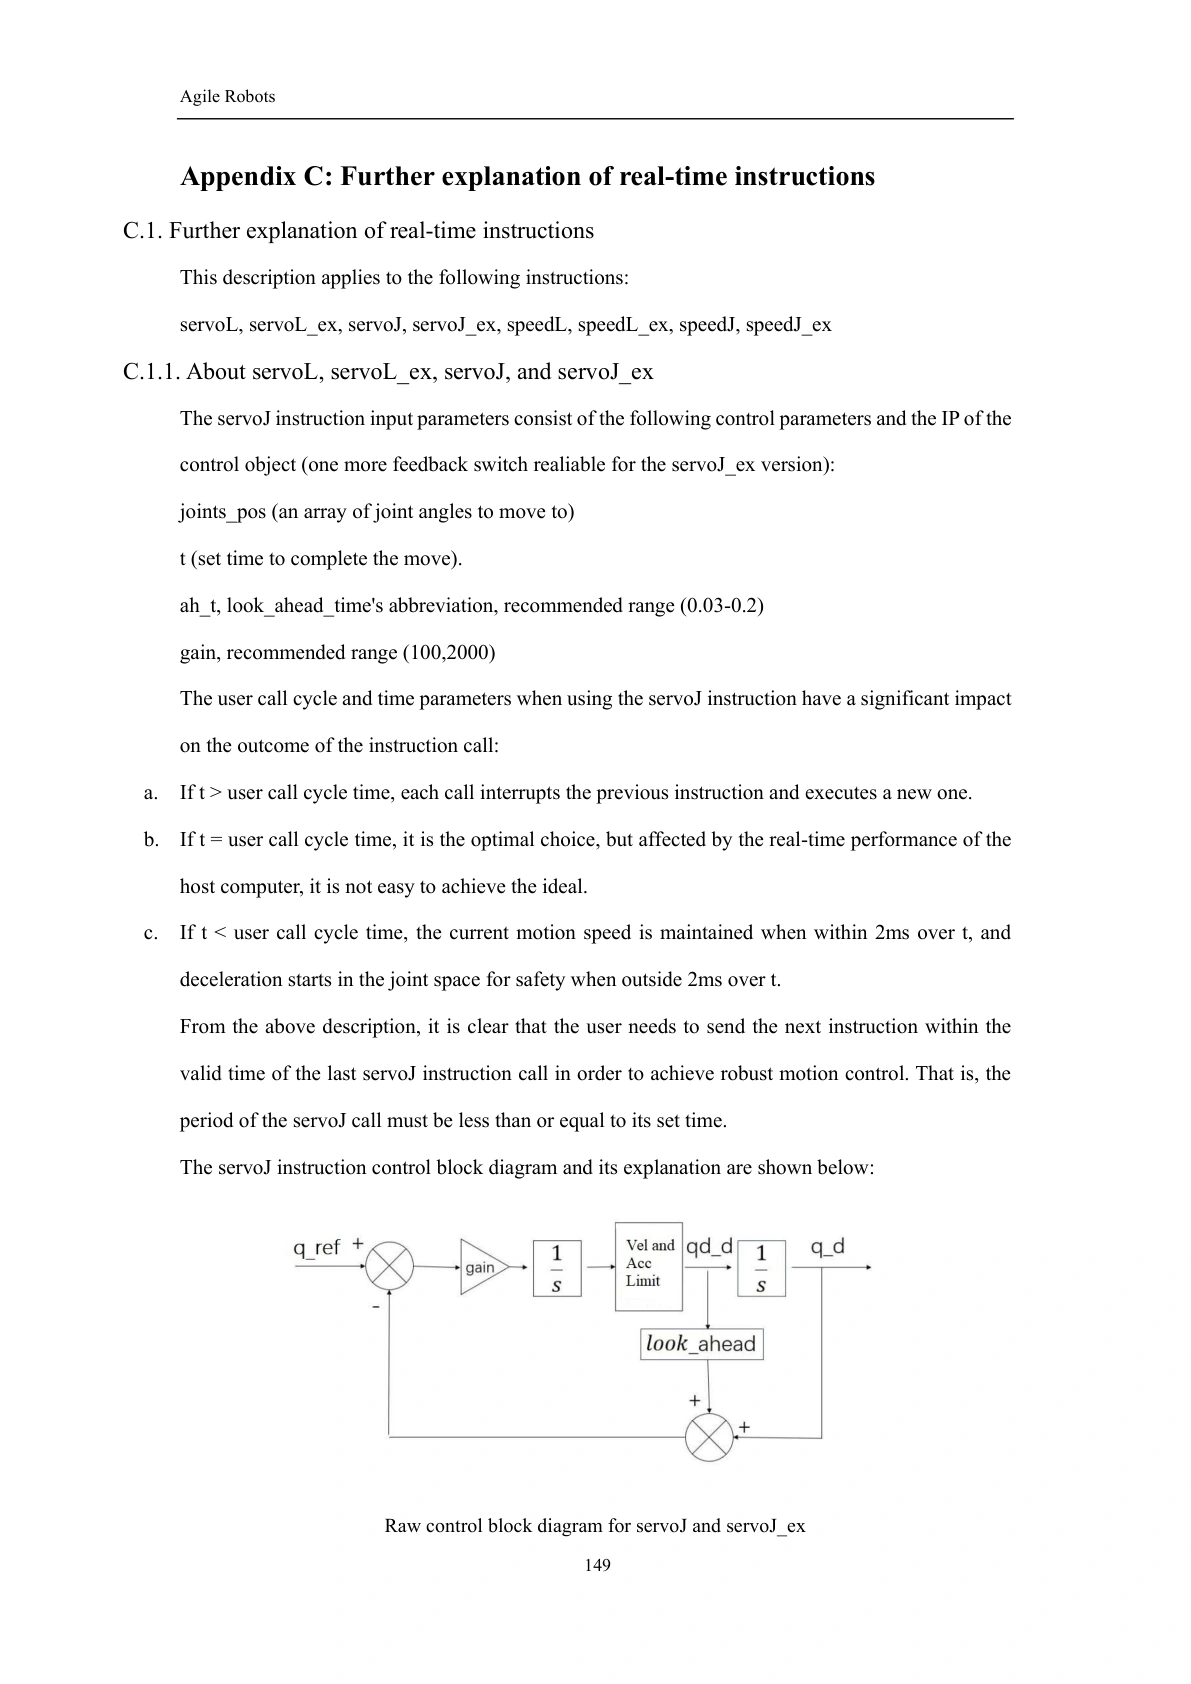 Agile Robots
Appendix C: Further explanation of real-time instructions
C.1. Further explanation of real-time instructions
This description applies to the following instructions:
servoL, servoL_ex, servoJ, servoJ_ex, speedL, speedL_ex, speedJ, speedJ_ex
C.1.1. About servoL, servoL_ex, servoJ, and servoJ_ex
The servoJ instruction input parameters consist of the following control parameters and the IP of the
control object (one more feedback switch realiable for the servoJ_ex version):
joints_pos (an array of joint angles to move to)
t (set time to complete the move).
ah_t, look_ahead_time's abbreviation, recommended range (0.03-0.2)
gain, recommended range (100,2000)
The user call cycle and time parameters when using the servoJ instruction have a significant impact
on the outcome of the instruction call:
a. If t > user call cycle time, each call interrupts the previous instruction and executes a new one.
b. If t = user call cycle time, it is the optimal choice, but affected by the real-time performance of the
host computer, it is not easy to achieve the ideal.
c. If t < user call cycle time, the current motion speed is maintained when within 2ms over t, and
deceleration starts in the joint space for safety when outside 2ms over t.
From the above description, it is clear that the user needs to send the next instruction within the
valid time of the last servoJ instruction call in order to achieve robust motion control. That is, the
period of the servoJ call must be less than or equal to its set time.
The servoJ instruction control block diagram and its explanation are shown below:
q_ref +
-
gain
1
s
Vel and
Acc
Limit
qd_d
1
s
q_d
look_ahead
+
+
Raw control block diagram for servoJ and servoJ_ex
149